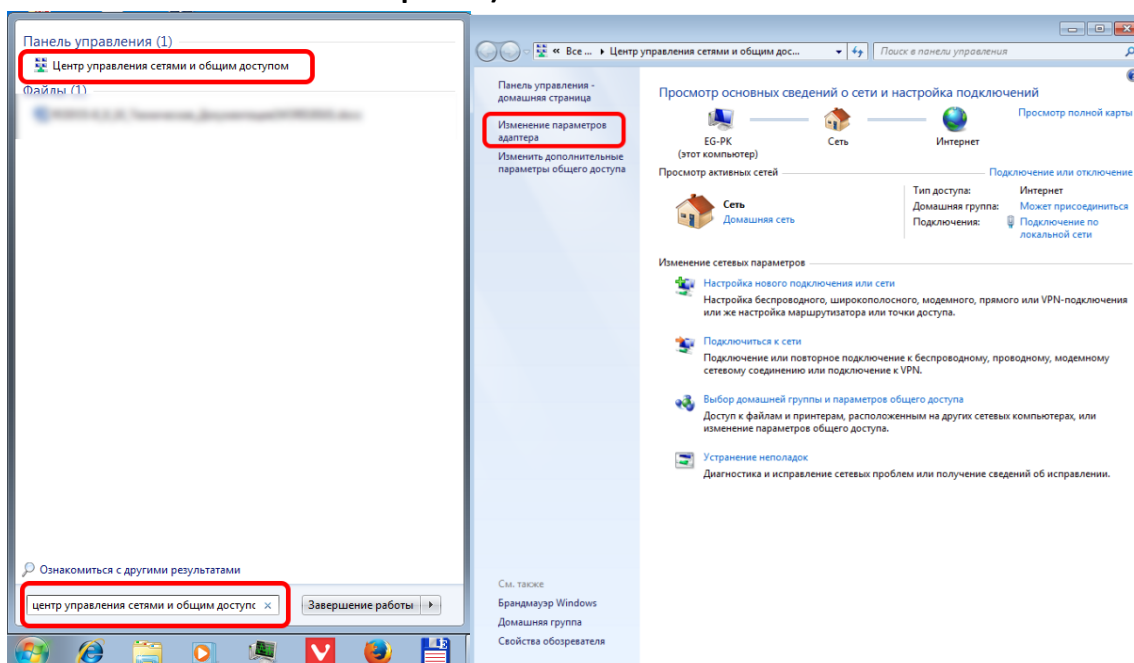 Панель управления (1)
Центр управления сетями и общим доступом
Файлы (1)
Ознакомиться с другими результатами
центр управления сетями и общим доступс
Завершение работы
« Все ... ▸ Центр управления сетями и общим дос...
Поиск в панели управления
Панель управления -
домашняя страница
Изменение параметров
адаптера
Изменить дополнительные
параметры общего доступа
См. также
Брандмауэр Windows
Домашняя группа
Свойства обозревателя
Просмотр основных сведений о сети и настройка подключений
Просмотр полной карты
EG-PK
(этот компьютер)
Сеть
Интернет
Просмотр активных сетей
Подключение или отключение
Сеть
Домашняя сеть
Тип доступа: Интернет
Домашняя группа: Может присоединиться
Подключения: Подключение по
локальной сети
Изменение сетевых параметров
Настройка нового подключения или сети
Настройка беспроводного, широкополосного, модемного, прямого или VPN-подключения
или же настройка маршрутизатора или точки доступа.
Подключиться к сети
Подключение или повторное подключение к беспроводному, проводному, модемному
сетевому соединению или подключение к VPN.
Выбор домашней группы и параметров общего доступа
Доступ к файлам и принтерам, расположенным на других сетевых компьютерах, или
изменение параметров общего доступа.
Устранение неполадок
Диагностика и исправление сетевых проблем или получение сведений об исправлении.